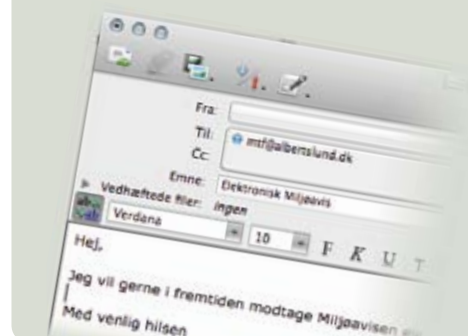 Fra:
Til: mtf@albertslund.dk
Cc:
Emne: Elektronisk Miljøavis
Vedhæftede filer: ingen
Verdana 10 F K U T
Hej,
Jeg vil gerne i fremtiden modtage Miljøavisen
Med venlig hilsen